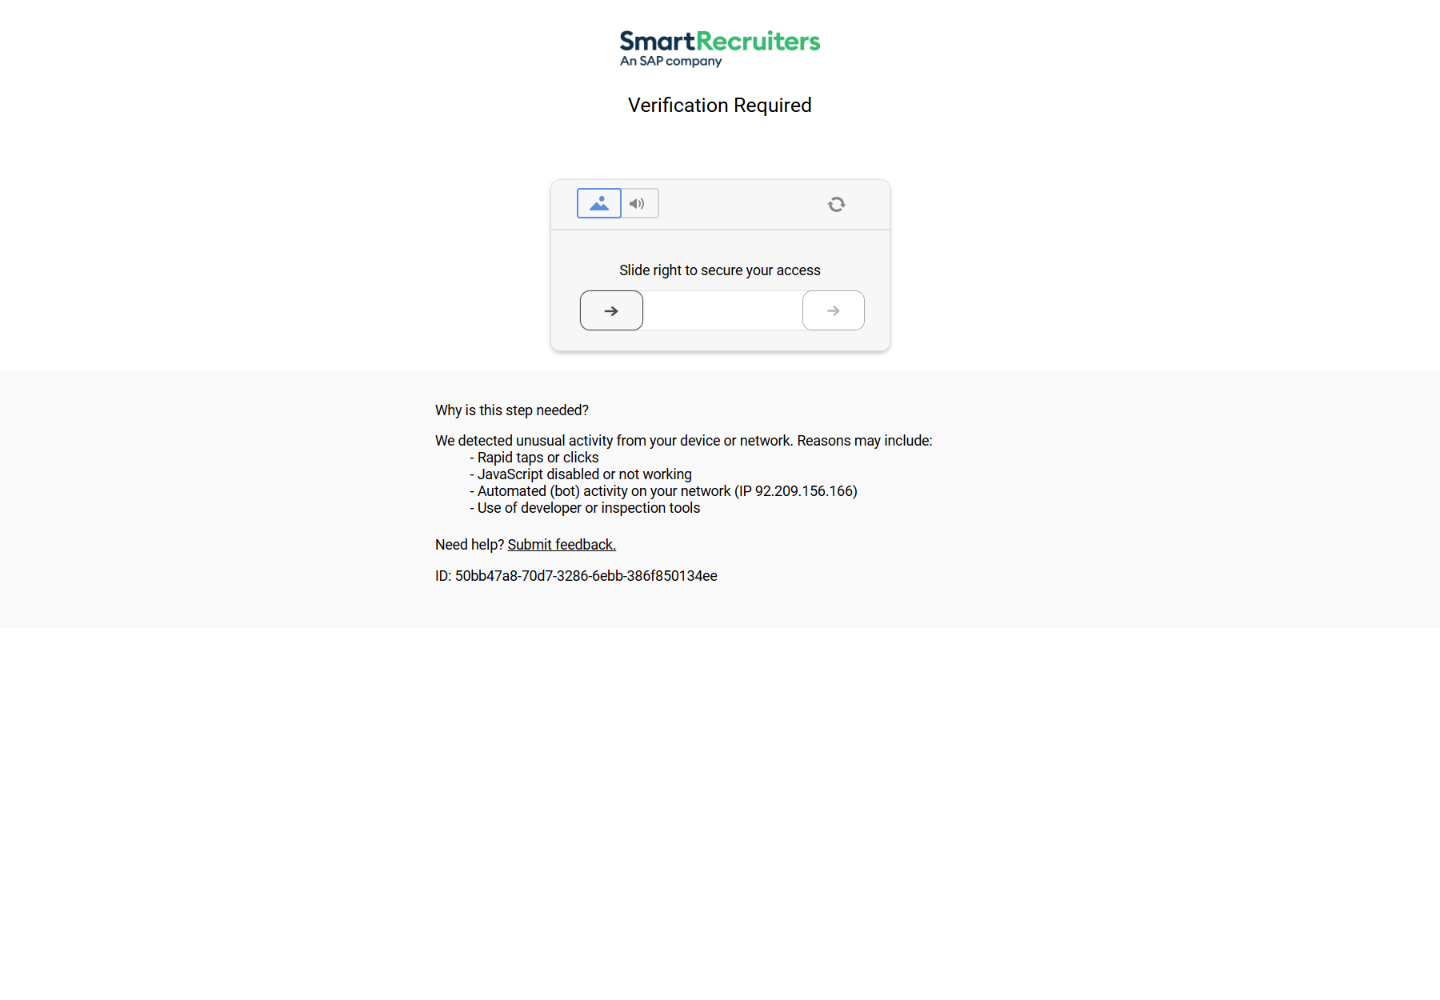 SmartRecruiters
An SAP company
Verification Required
Slide right to secure your access
Why is this step needed?
We detected unusual activity from your device or network. Reasons may include:
- Rapid taps or clicks
- JavaScript disabled or not working
- Automated (bot) activity on your network (IP 92.209.156.166)
- Use of developer or inspection tools
Need help? Submit feedback.
ID: 50bb47a8-70d7-3286-6ebb-386f850134ee